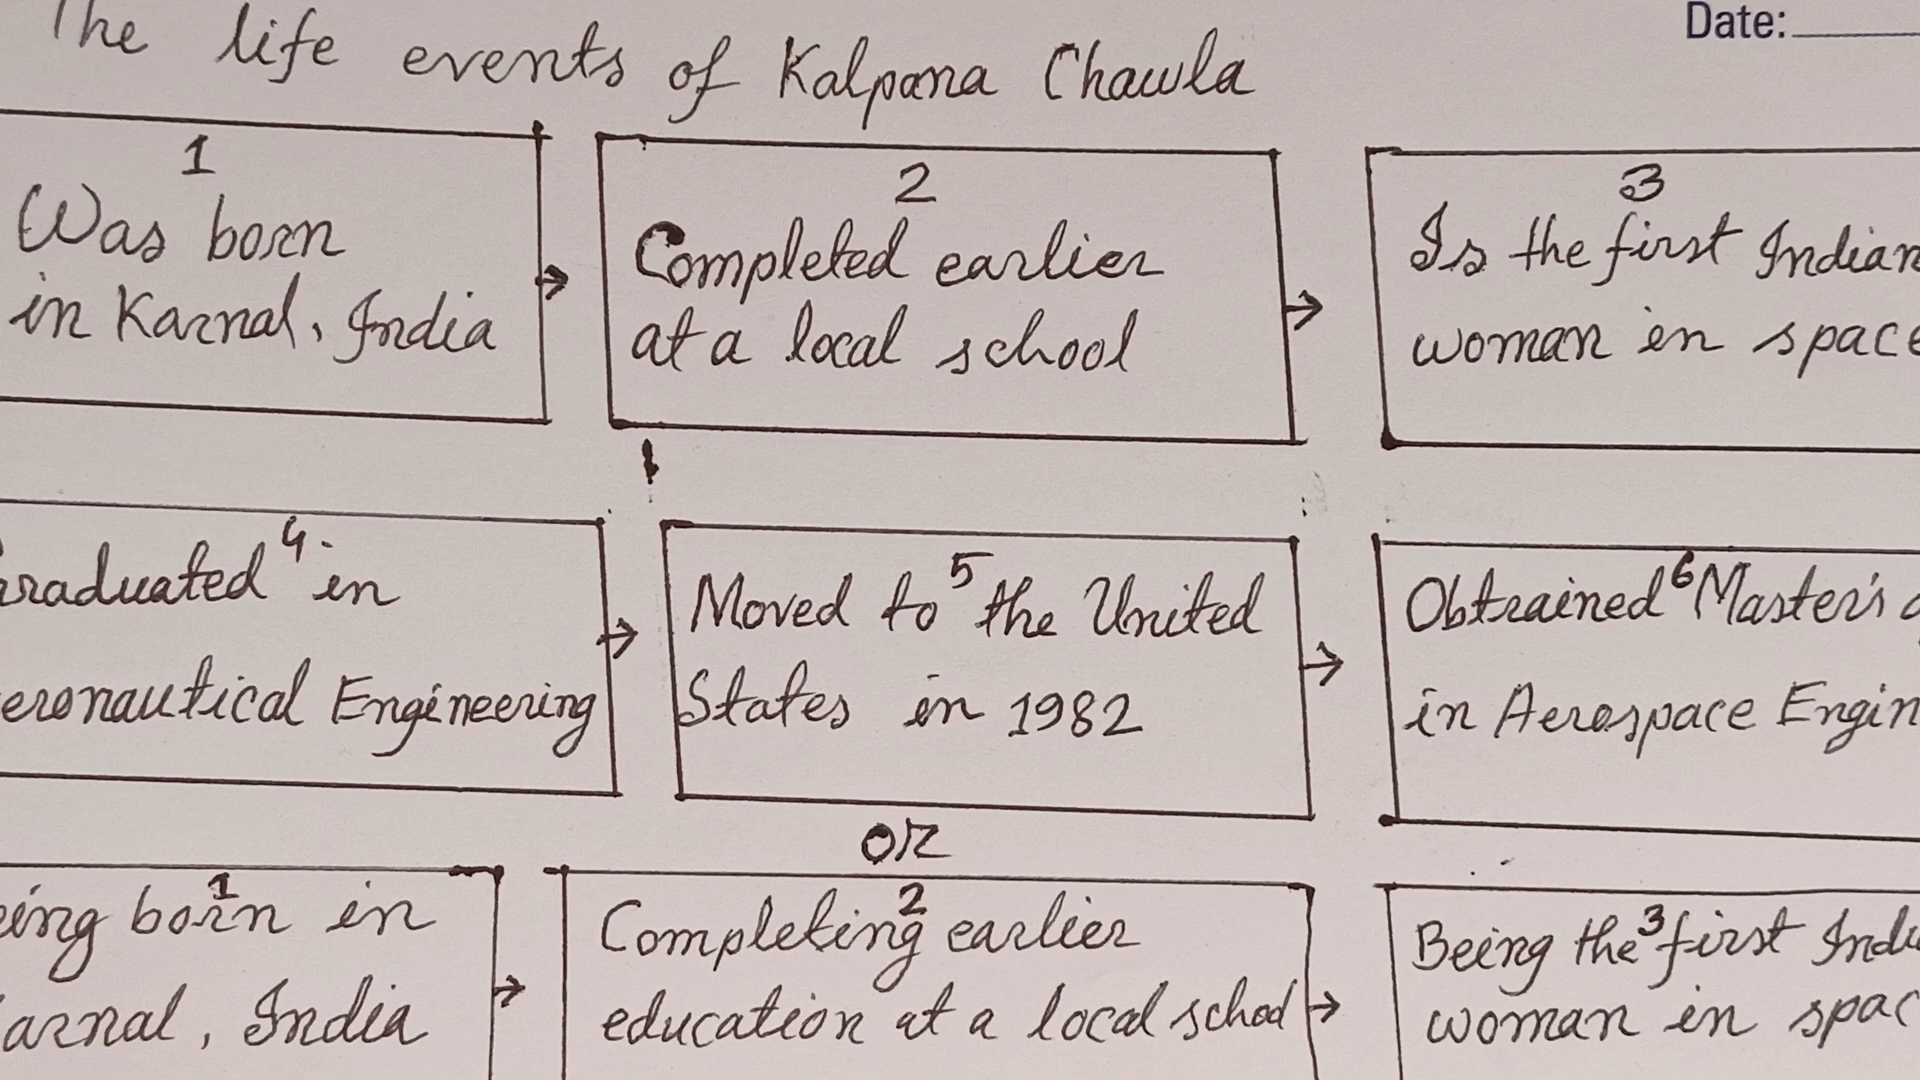 The life events of Kalpana Chawla
Date:
1
Was born
in Karnal, India
2
Completed earlier
at a local school
3
Is the first Indian
woman in space
4.
raduated in
eronautical Engineering
5
Moved to the United
States in 1982
6
Obtrained Master's
in Aerospace Engin
OR
1
eing born in
arnal, India
2
Completing earlier
education at a local school
3
Being the first Indi
woman in spac